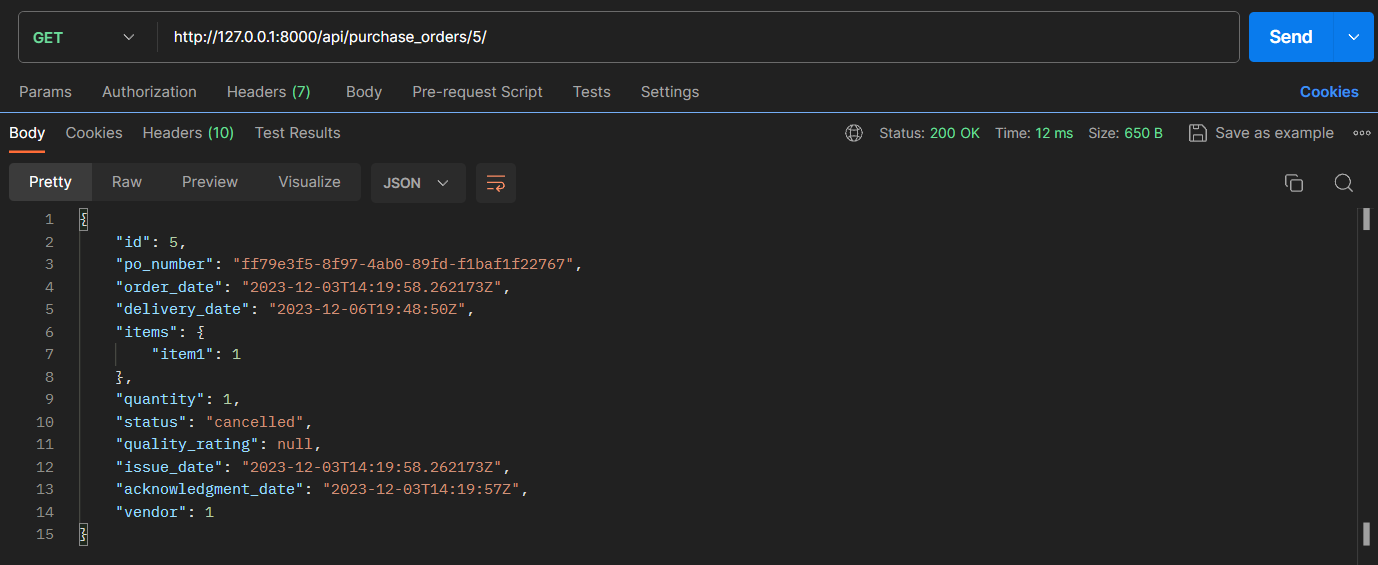 GET http://127.0.0.1:8000/api/purchase_orders/5/ Send
Params Authorization Headers (7) Body Pre-request Script Tests Settings Cookies
Body Cookies Headers (10) Test Results Status: 200 OK Time: 12 ms Size: 650 B Save as example
Pretty Raw Preview Visualize JSON
1 {
2 "id": 5,
3 "po_number": "ff79e3f5-8f97-4ab0-89fd-f1baf1f22767",
4 "order_date": "2023-12-03T14:19:58.262173Z",
5 "delivery_date": "2023-12-06T19:48:50Z",
6 "items": {
7 "item1": 1
8 },
9 "quantity": 1,
10 "status": "cancelled",
11 "quality_rating": null,
12 "issue_date": "2023-12-03T14:19:58.262173Z",
13 "acknowledgment_date": "2023-12-03T14:19:57Z",
14 "vendor": 1
15 }